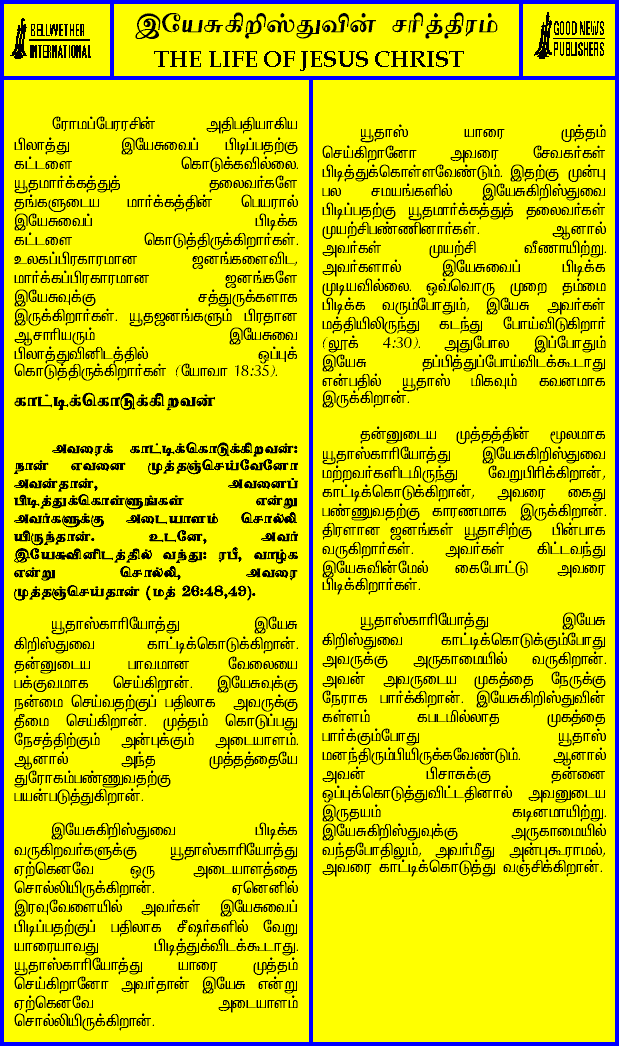 BELLWETHER
INTERNATIONAL
இயேசுகிறிஸ்துவின் சரித்திரம்
THE LIFE OF JESUS CHRIST
GOOD NEWS
PUBLISHERS
ரோமப்பேரரசின் அதிபதியாகிய
பிலாத்து இயேசுவைப் பிடிப்பதற்கு
கட்டளை கொடுக்கவில்லை.
யூதமார்க்கத்துத் தலைவர்களே
தங்களுடைய மார்க்கத்தின் பெயரால்
இயேசுவைப் பிடிக்க
கட்டளை கொடுத்திருக்கிறார்கள்.
உலகப்பிரகாரமான ஜனங்களைவிட,
மார்க்கப்பிரகாரமான ஜனங்களே
இயேசுவுக்கு சத்துருக்களாக
இருக்கிறார்கள். யூதஜனங்களும் பிரதான
ஆசாரியரும் இயேசுவை
பிலாத்துவினிடத்தில் ஒப்புக்
கொடுத்திருக்கிறார்கள் (யோவா 18:35).
காட்டிக்கொடுக்கிறவன்
அவரைக் காட்டிக்கொடுக்கிறவன்:
நான் எவனை முத்தஞ்செய்வேனோ
அவன்தான், அவனைப்
பிடித்துக்கொள்ளுங்கள் என்று
அவர்களுக்கு அடையாளம் சொல்லி
யிருந்தான். உடனே, அவர்
இயேசுவினிடத்தில் வந்து: ரபீ, வாழ்க
என்று சொல்லி, அவரை
முத்தஞ்செய்தான் (மத் 26:48,49).
யூதாஸ்காரியோத்து இயேசு
கிறிஸ்துவை காட்டிக்கொடுக்கிறான்.
தன்னுடைய பாவமான வேலையை
பக்குவமாக செய்கிறான். இயேசுவுக்கு
நன்மை செய்வதற்குப் பதிலாக அவருக்கு
தீமை செய்கிறான். முத்தம் கொடுப்பது
நேசத்திற்கும் அன்புக்கும் அடையாளம்.
ஆனால் அந்த முத்தத்தையே
துரோகம்பண்ணுவதற்கு
பயன்படுத்துகிறான்.
இயேசுகிறிஸ்துவை பிடிக்க
வருகிறவர்களுக்கு யூதாஸ்காரியோத்து
ஏற்கெனவே ஒரு அடையாளத்தை
சொல்லியிருக்கிறான். ஏனெனில்
இரவுவேளையில் அவர்கள் இயேசுவைப்
பிடிப்பதற்குப் பதிலாக சீஷர்களில் வேறு
யாரையாவது பிடித்துக்விடக்கூடாது.
யூதாஸ்காரியோத்து யாரை முத்தம்
செய்கிறானோ அவர்தான் இயேசு என்று
ஏற்கெனவே அடையாளம்
சொல்லியிருக்கிறான்.
யூதாஸ் யாரை முத்தம்
செய்கிறானோ அவரை சேவகர்கள்
பிடித்துக்கொள்ளவேண்டும். இதற்கு முன்பு
பல சமயங்களில் இயேசுகிறிஸ்துவை
பிடிப்பதற்கு யூதமார்க்கத்துத் தலைவர்கள்
முயற்சிபண்ணினார்கள். ஆனால்
அவர்கள் முயற்சி வீணாயிற்று.
அவர்களால் இயேசுவைப் பிடிக்க
முடியவில்லை. ஒவ்வொரு முறை தம்மை
பிடிக்க வரும்போதும், இயேசு அவர்கள்
மத்தியிலிருந்து கடந்து போய்விடுகிறார்
(லூக் 4:30). அதுபோல இப்போதும்
இயேசு தப்பித்துப்போய்விடக்கூடாது
என்பதில் யூதாஸ் மிகவும் கவனமாக
இருக்கிறான்.
தன்னுடைய முத்தத்தின் மூலமாக
யூதாஸ்காரியோத்து இயேசுகிறிஸ்துவை
மற்றவர்களிடமிருந்து வேறுபிரிக்கிறான்,
காட்டிக்கொடுக்கிறான், அவரை கைது
பண்ணுவதற்கு காரணமாக இருக்கிறான்.
திரளான ஜனங்கள் யூதாசிற்கு பின்பாக
வருகிறார்கள். அவர்கள் கிட்டவந்து
இயேசுவின்மேல் கைபோட்டு அவரை
பிடிக்கிறார்கள்.
யூதாஸ்காரியோத்து இயேசு
கிறிஸ்துவை காட்டிக்கொடுக்கும்போது
அவருக்கு அருகாமையில் வருகிறான்.
அவன் அவருடைய முகத்தை நேருக்கு
நேராக பார்க்கிறான். இயேசுகிறிஸ்துவின்
கள்ளம் கபடமில்லாத முகத்தை
பார்க்கும்போது யூதாஸ்
மனந்திரும்பியிருக்கவேண்டும். ஆனால்
அவன் பிசாசுக்கு தன்னை
ஒப்புக்கொடுத்துவிட்டதினால் அவனுடைய
இருதயம் கடினமாயிற்று.
இயேசுகிறிஸ்துவுக்கு அருகாமையில்
வந்தபோதிலும், அவர்மீது அன்புகூராமல்,
அவரை காட்டிக்கொடுத்து வஞ்சிக்கிறான்.